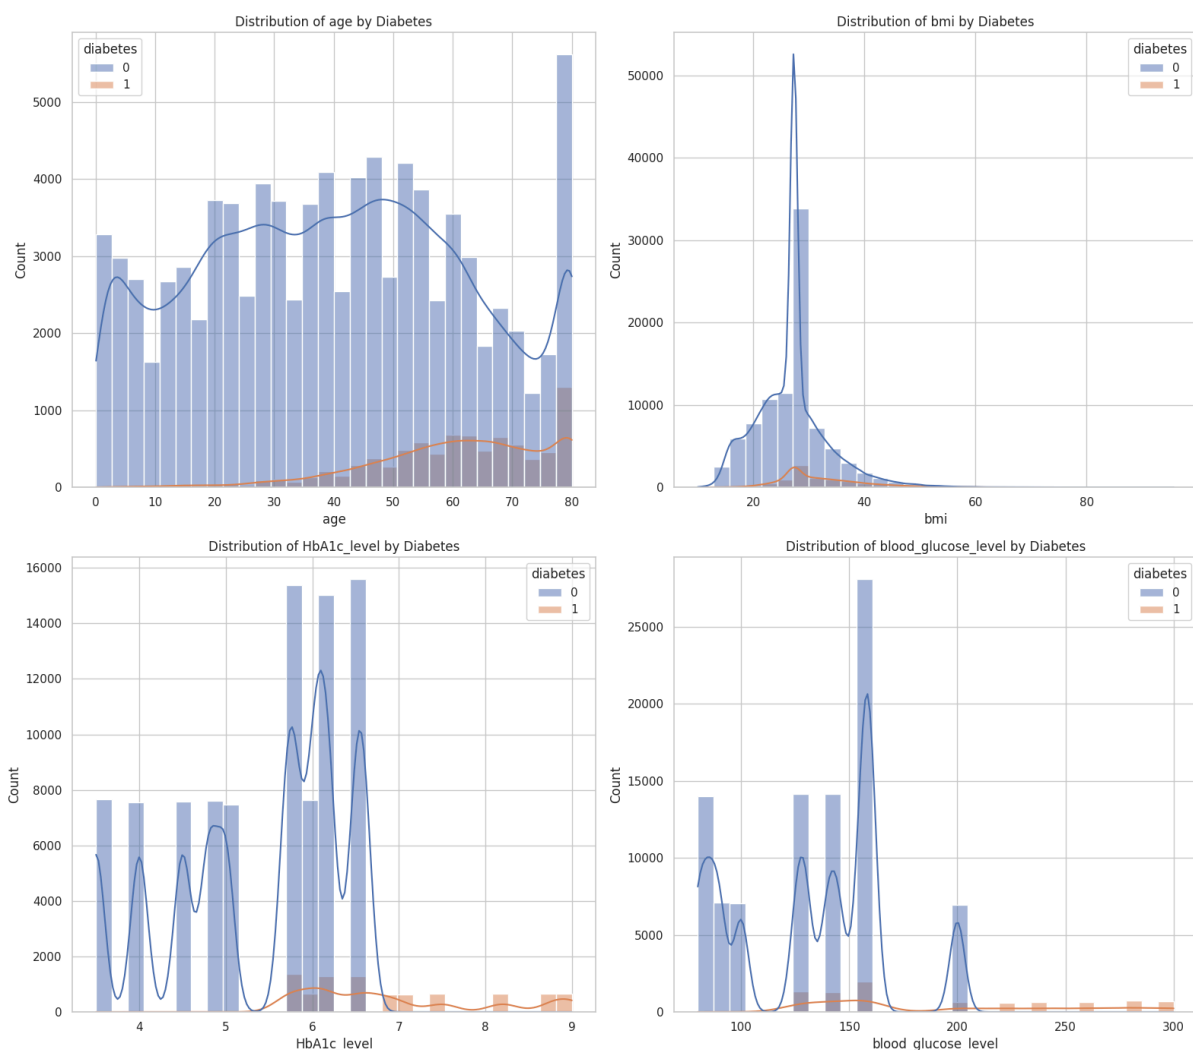 Distribution of age by Diabetes
diabetes
0
1
5000
4000
3000
2000
1000
0
Count
0 10 20 30 40 50 60 70 80
age
Distribution of bmi by Diabetes
diabetes
0
1
50000
40000
30000
20000
10000
0
Count
20 40 60 80
bmi
Distribution of HbA1c_level by Diabetes
diabetes
0
1
16000
14000
12000
10000
8000
6000
4000
2000
0
Count
4 5 6 7 8 9
HbA1c_level
Distribution of blood_glucose_level by Diabetes
diabetes
0
1
25000
20000
15000
10000
5000
0
Count
100 150 200 250 300
blood_glucose_level